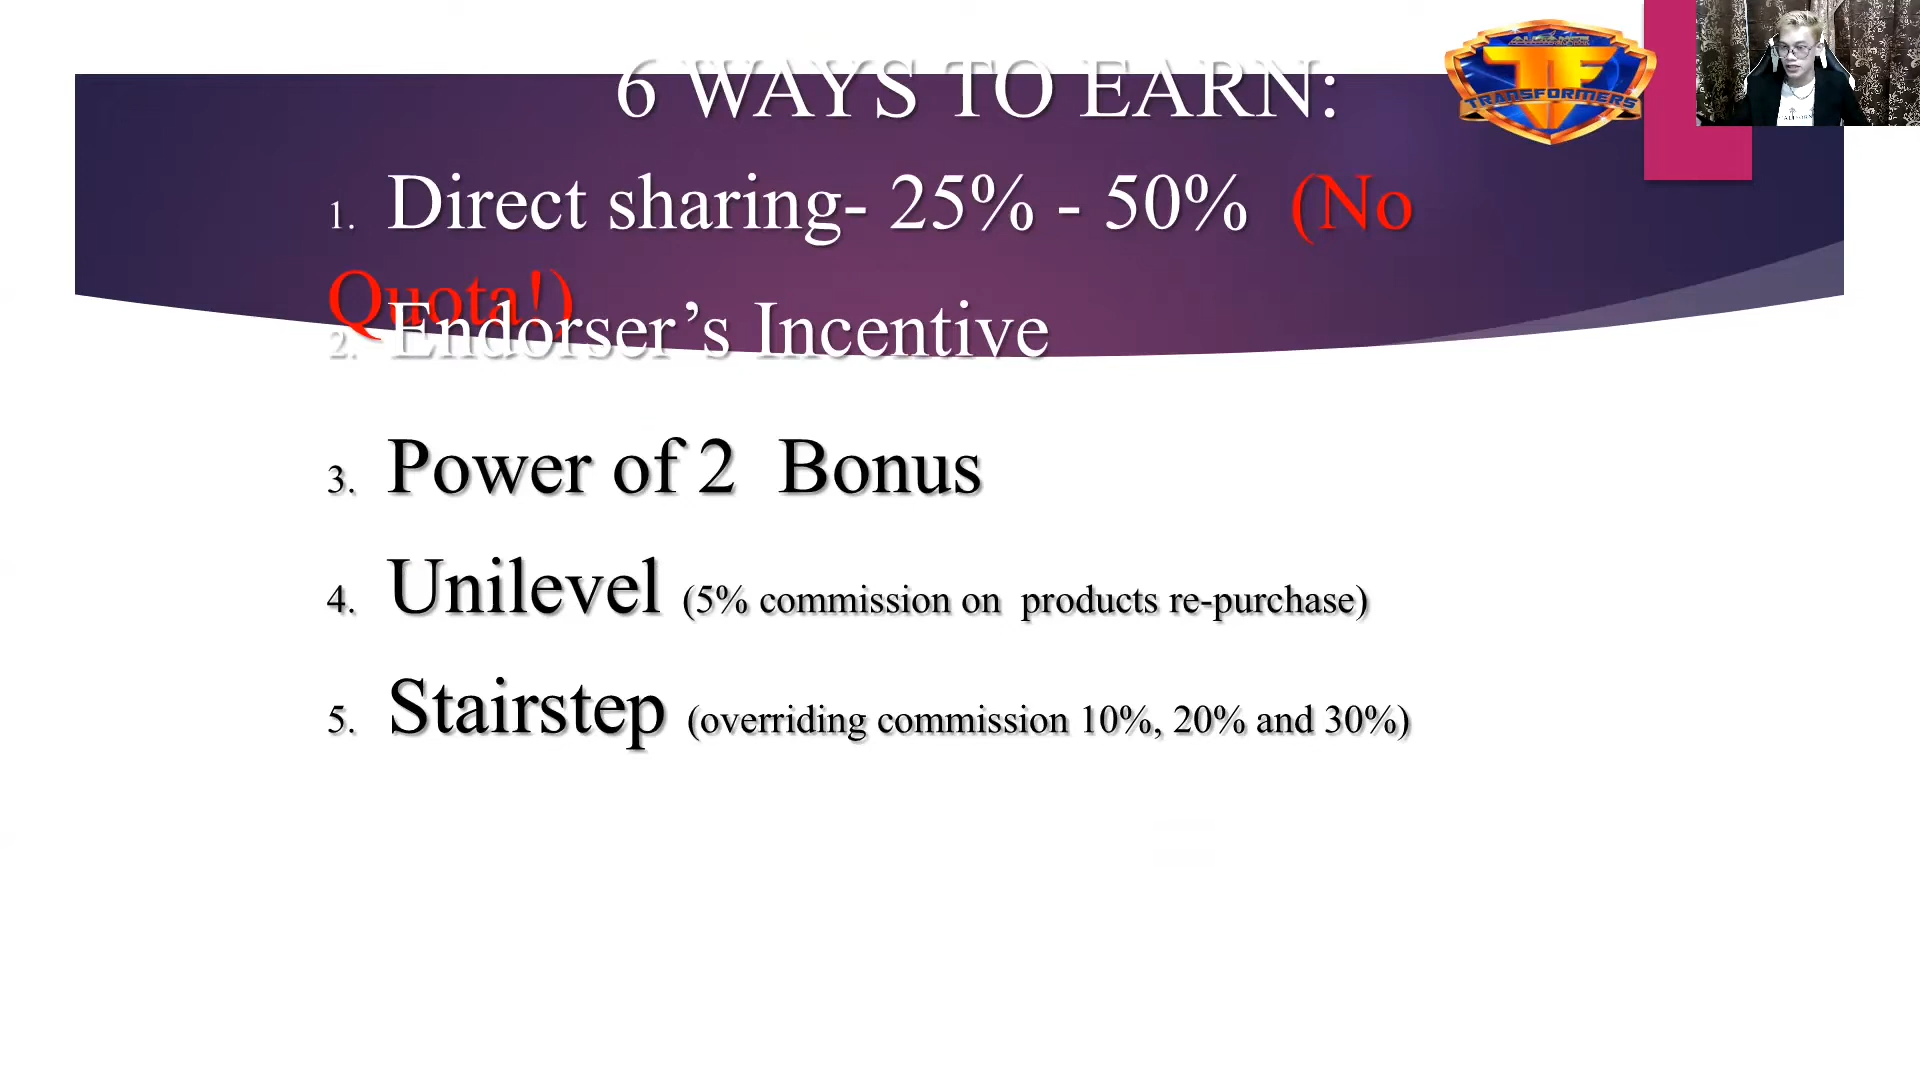 6 WAYS TO EARN:
TF
TRANSFORMERS
1. Direct sharing- 25% - 50% (No
Quota!)
2. Endorser’s Incentive
3. Power of 2 Bonus
4. Unilevel (5% commission on products re-purchase)
5. Stairstep (overriding commission 10%, 20% and 30%)